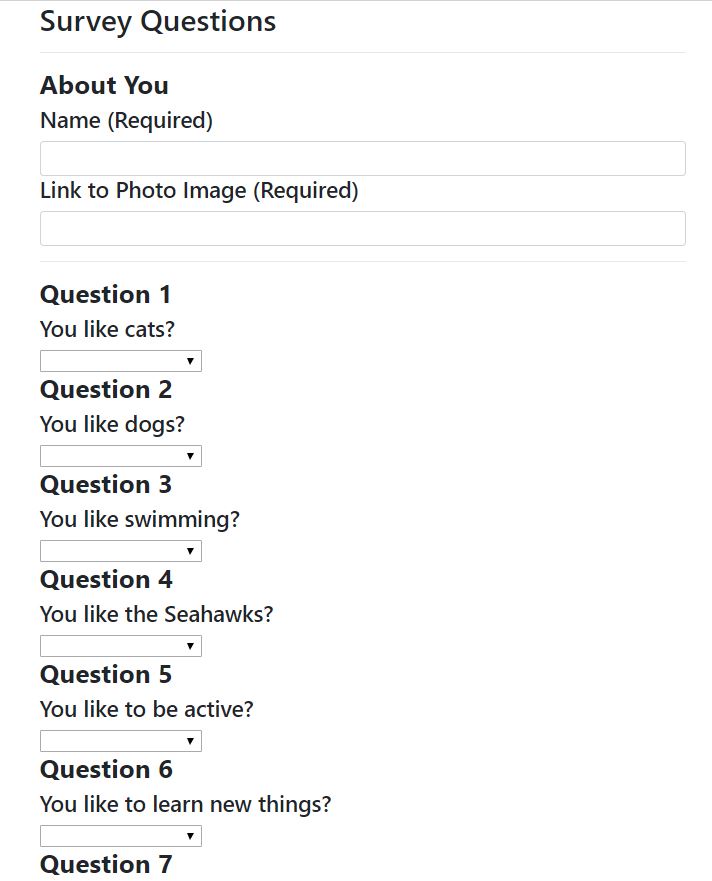 Survey Questions
About You
Name (Required)
Link to Photo Image (Required)
Question 1
You like cats?
Question 2
You like dogs?
Question 3
You like swimming?
Question 4
You like the Seahawks?
Question 5
You like to be active?
Question 6
You like to learn new things?
Question 7